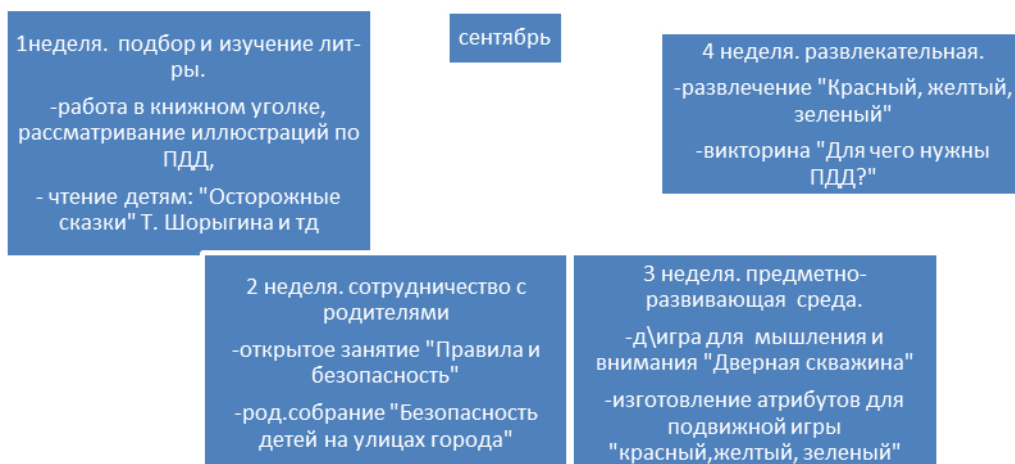 сентябрь
1неделя. подбор и изучение лит-
ры.
-работа в книжном уголке,
рассматривание иллюстраций по
ПДД,
- чтение детям: "Осторожные
сказки" Т. Шорыгина и тд
2 неделя. сотрудничество с
родителями
-открытое занятие "Правила и
безопасность"
-род.собрание "Безопасность
детей на улицах города"
3 неделя. предметно-
развивающая среда.
-д\игра для мышления и
внимания "Дверная скважина"
-изготовление атрибутов для
подвижной игры
"красный,желтый, зеленый"
4 неделя. развлекательная.
-развлечение "Красный, желтый,
зеленый"
-викторина "Для чего нужны
ПДД?"